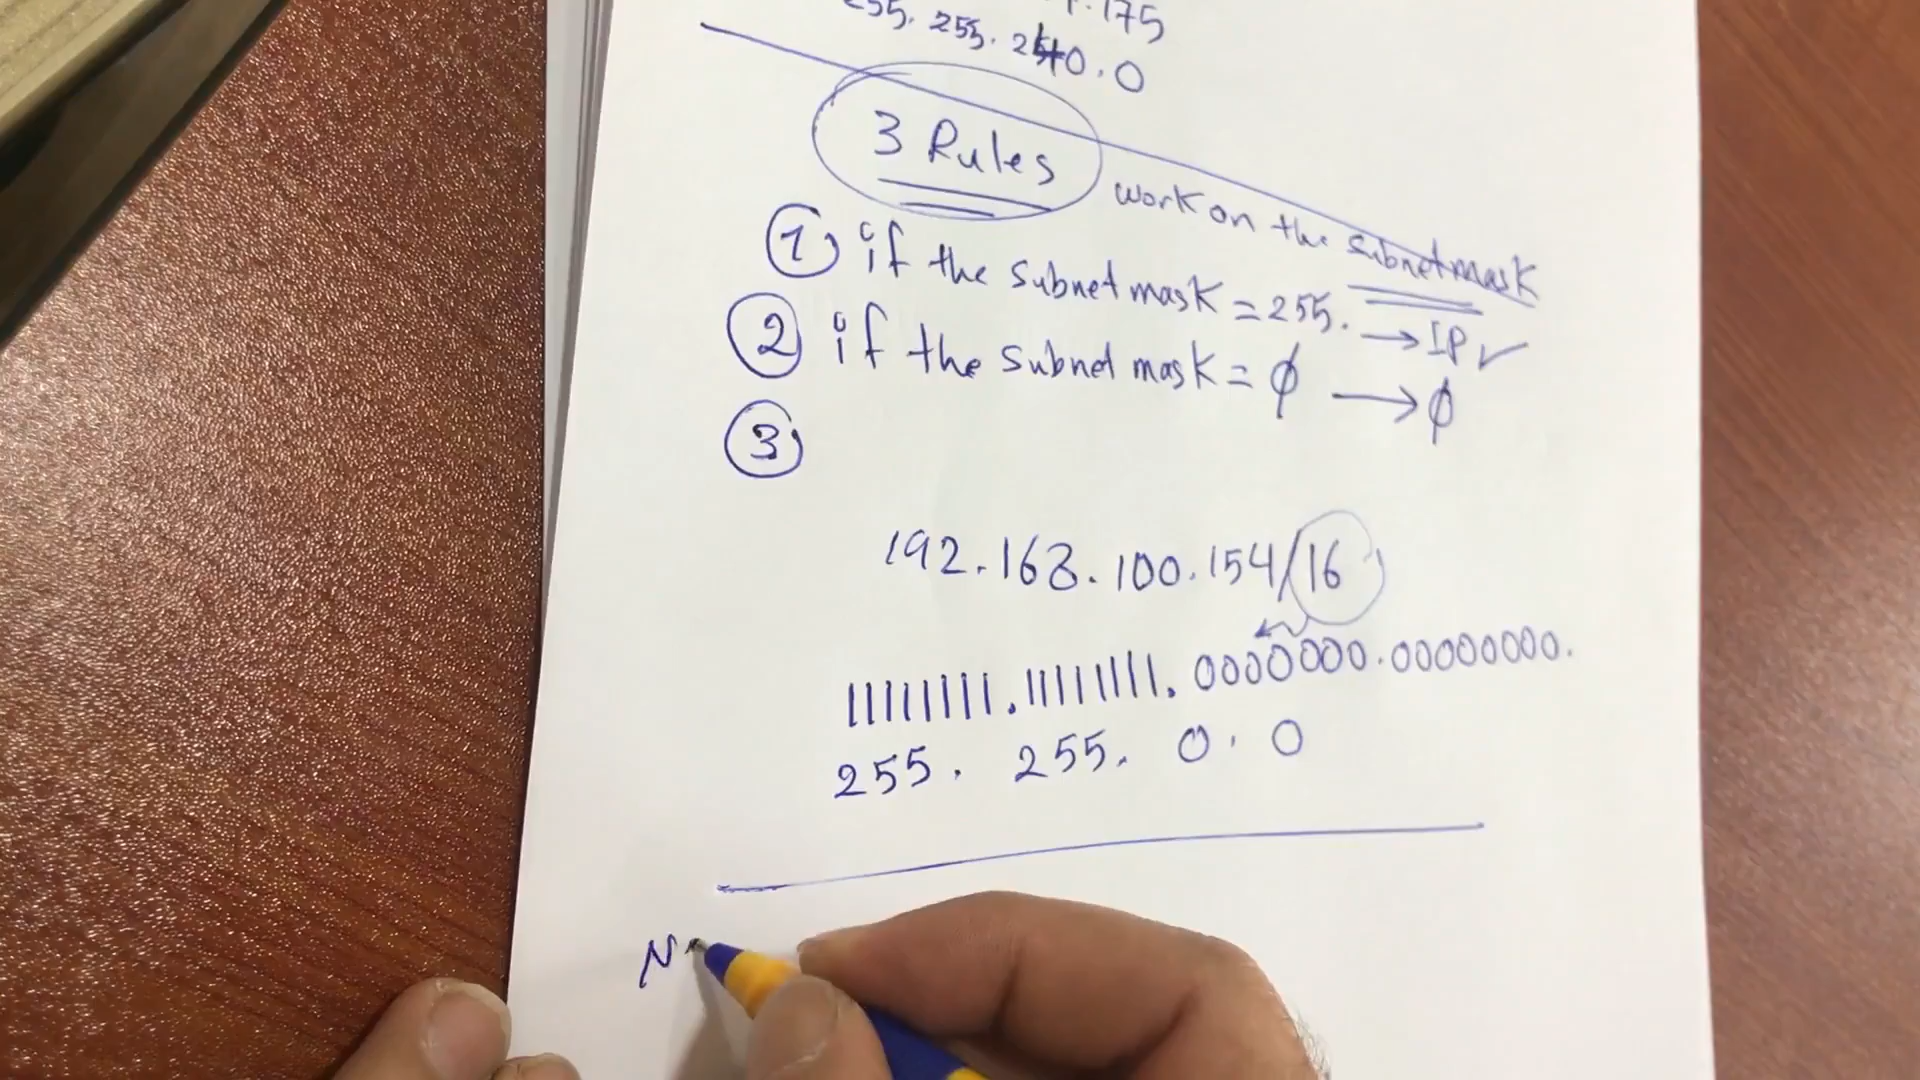 .175
255. 255. 240.0
3 Rules
work on the subnetmask
1 if the subnet mask = 255. → IP ✓
2 if the subnet mask = ∅ → ∅
3
192.168.100.154/16
11111111.11111111.0000000.00000000.
255. 255. 0. 0
N